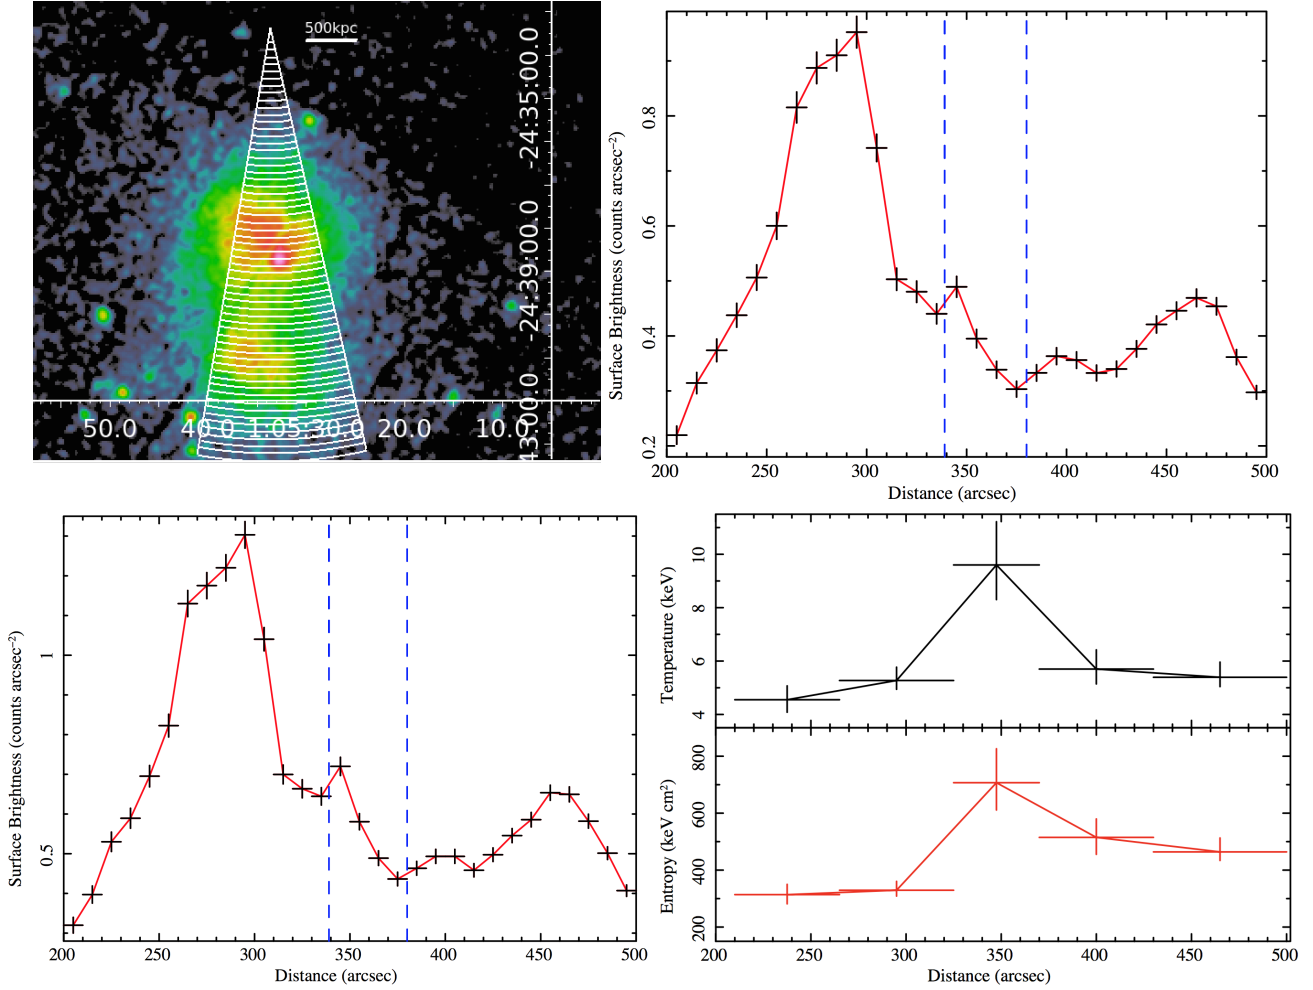 500kpc
-24:35:00.0
-24:39:00.0
43:00.0
50.0 40.0 1:05:30.0 20.0 10.0
Surface Brightness (counts arcsec−2)
0.8
0.6
0.4
0.2
200 250 300 350 400 450 500
Distance (arcsec)
Surface Brightness (counts arcsec−2)
1
0.5
200 250 300 350 400 450 500
Distance (arcsec)
Temperature (keV)
10
8
6
4
Entropy (keV cm²)
800
600
400
200
200 250 300 350 400 450 500
Distance (arcsec)